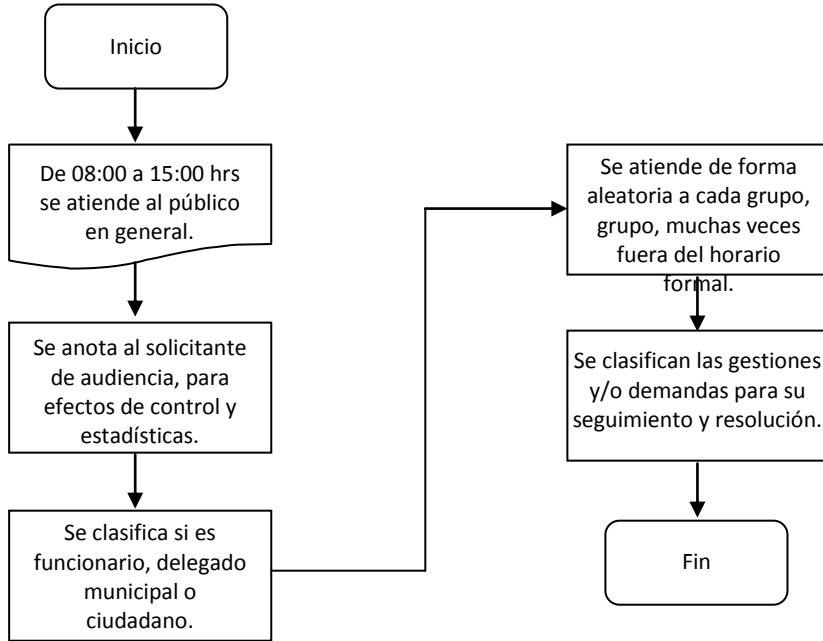 Inicio
De 08:00 a 15:00 hrs
se atiende al público
en general.
Se anota al solicitante
de audiencia, para
efectos de control y
estadísticas.
Se clasifica si es
funcionario, delegado
municipal o
ciudadano.
Se atiende de forma
aleatoria a cada grupo,
grupo, muchas veces
fuera del horario
formal.
Se clasifican las gestiones
y/o demandas para su
seguimiento y resolución.
Fin